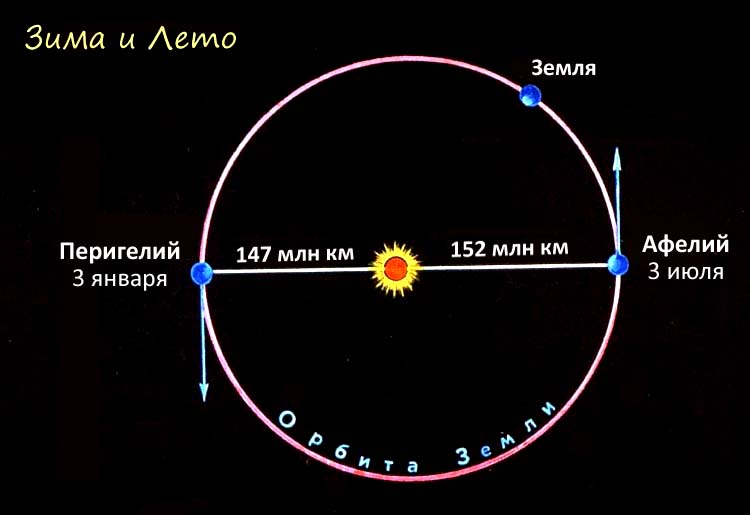 Зима и Лето
Земля
Перигелий
3 января
147 млн км
152 млн км
Афелий
3 июля
Орбита Земли